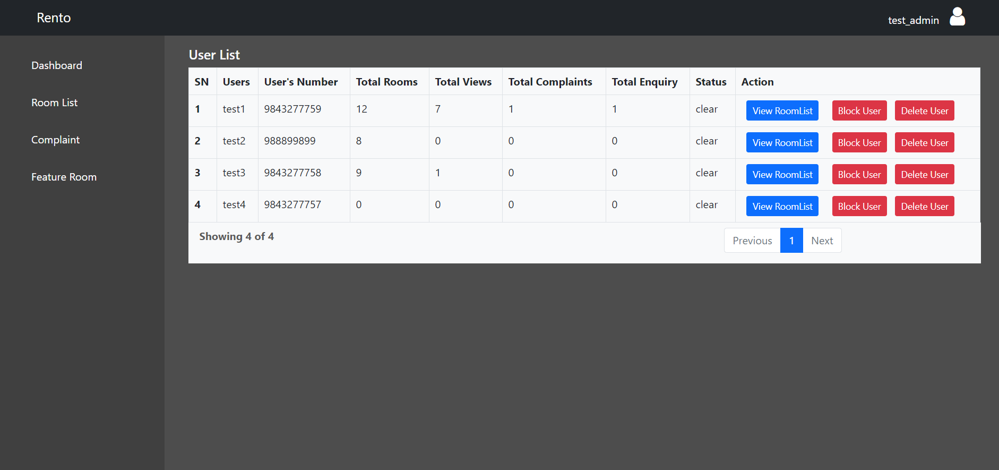 Rento
test_admin
Dashboard
Room List
Complaint
Feature Room
User List
SN Users User's Number Total Rooms Total Views Total Complaints Total Enquiry Status Action
1 test1 9843277759 12 7 1 1 clear View RoomList Block User Delete User
2 test2 988899899 8 0 0 0 clear View RoomList Block User Delete User
3 test3 9843277758 9 1 0 0 clear View RoomList Block User Delete User
4 test4 9843277757 0 0 0 0 clear View RoomList Block User Delete User
Showing 4 of 4
Previous 1 Next